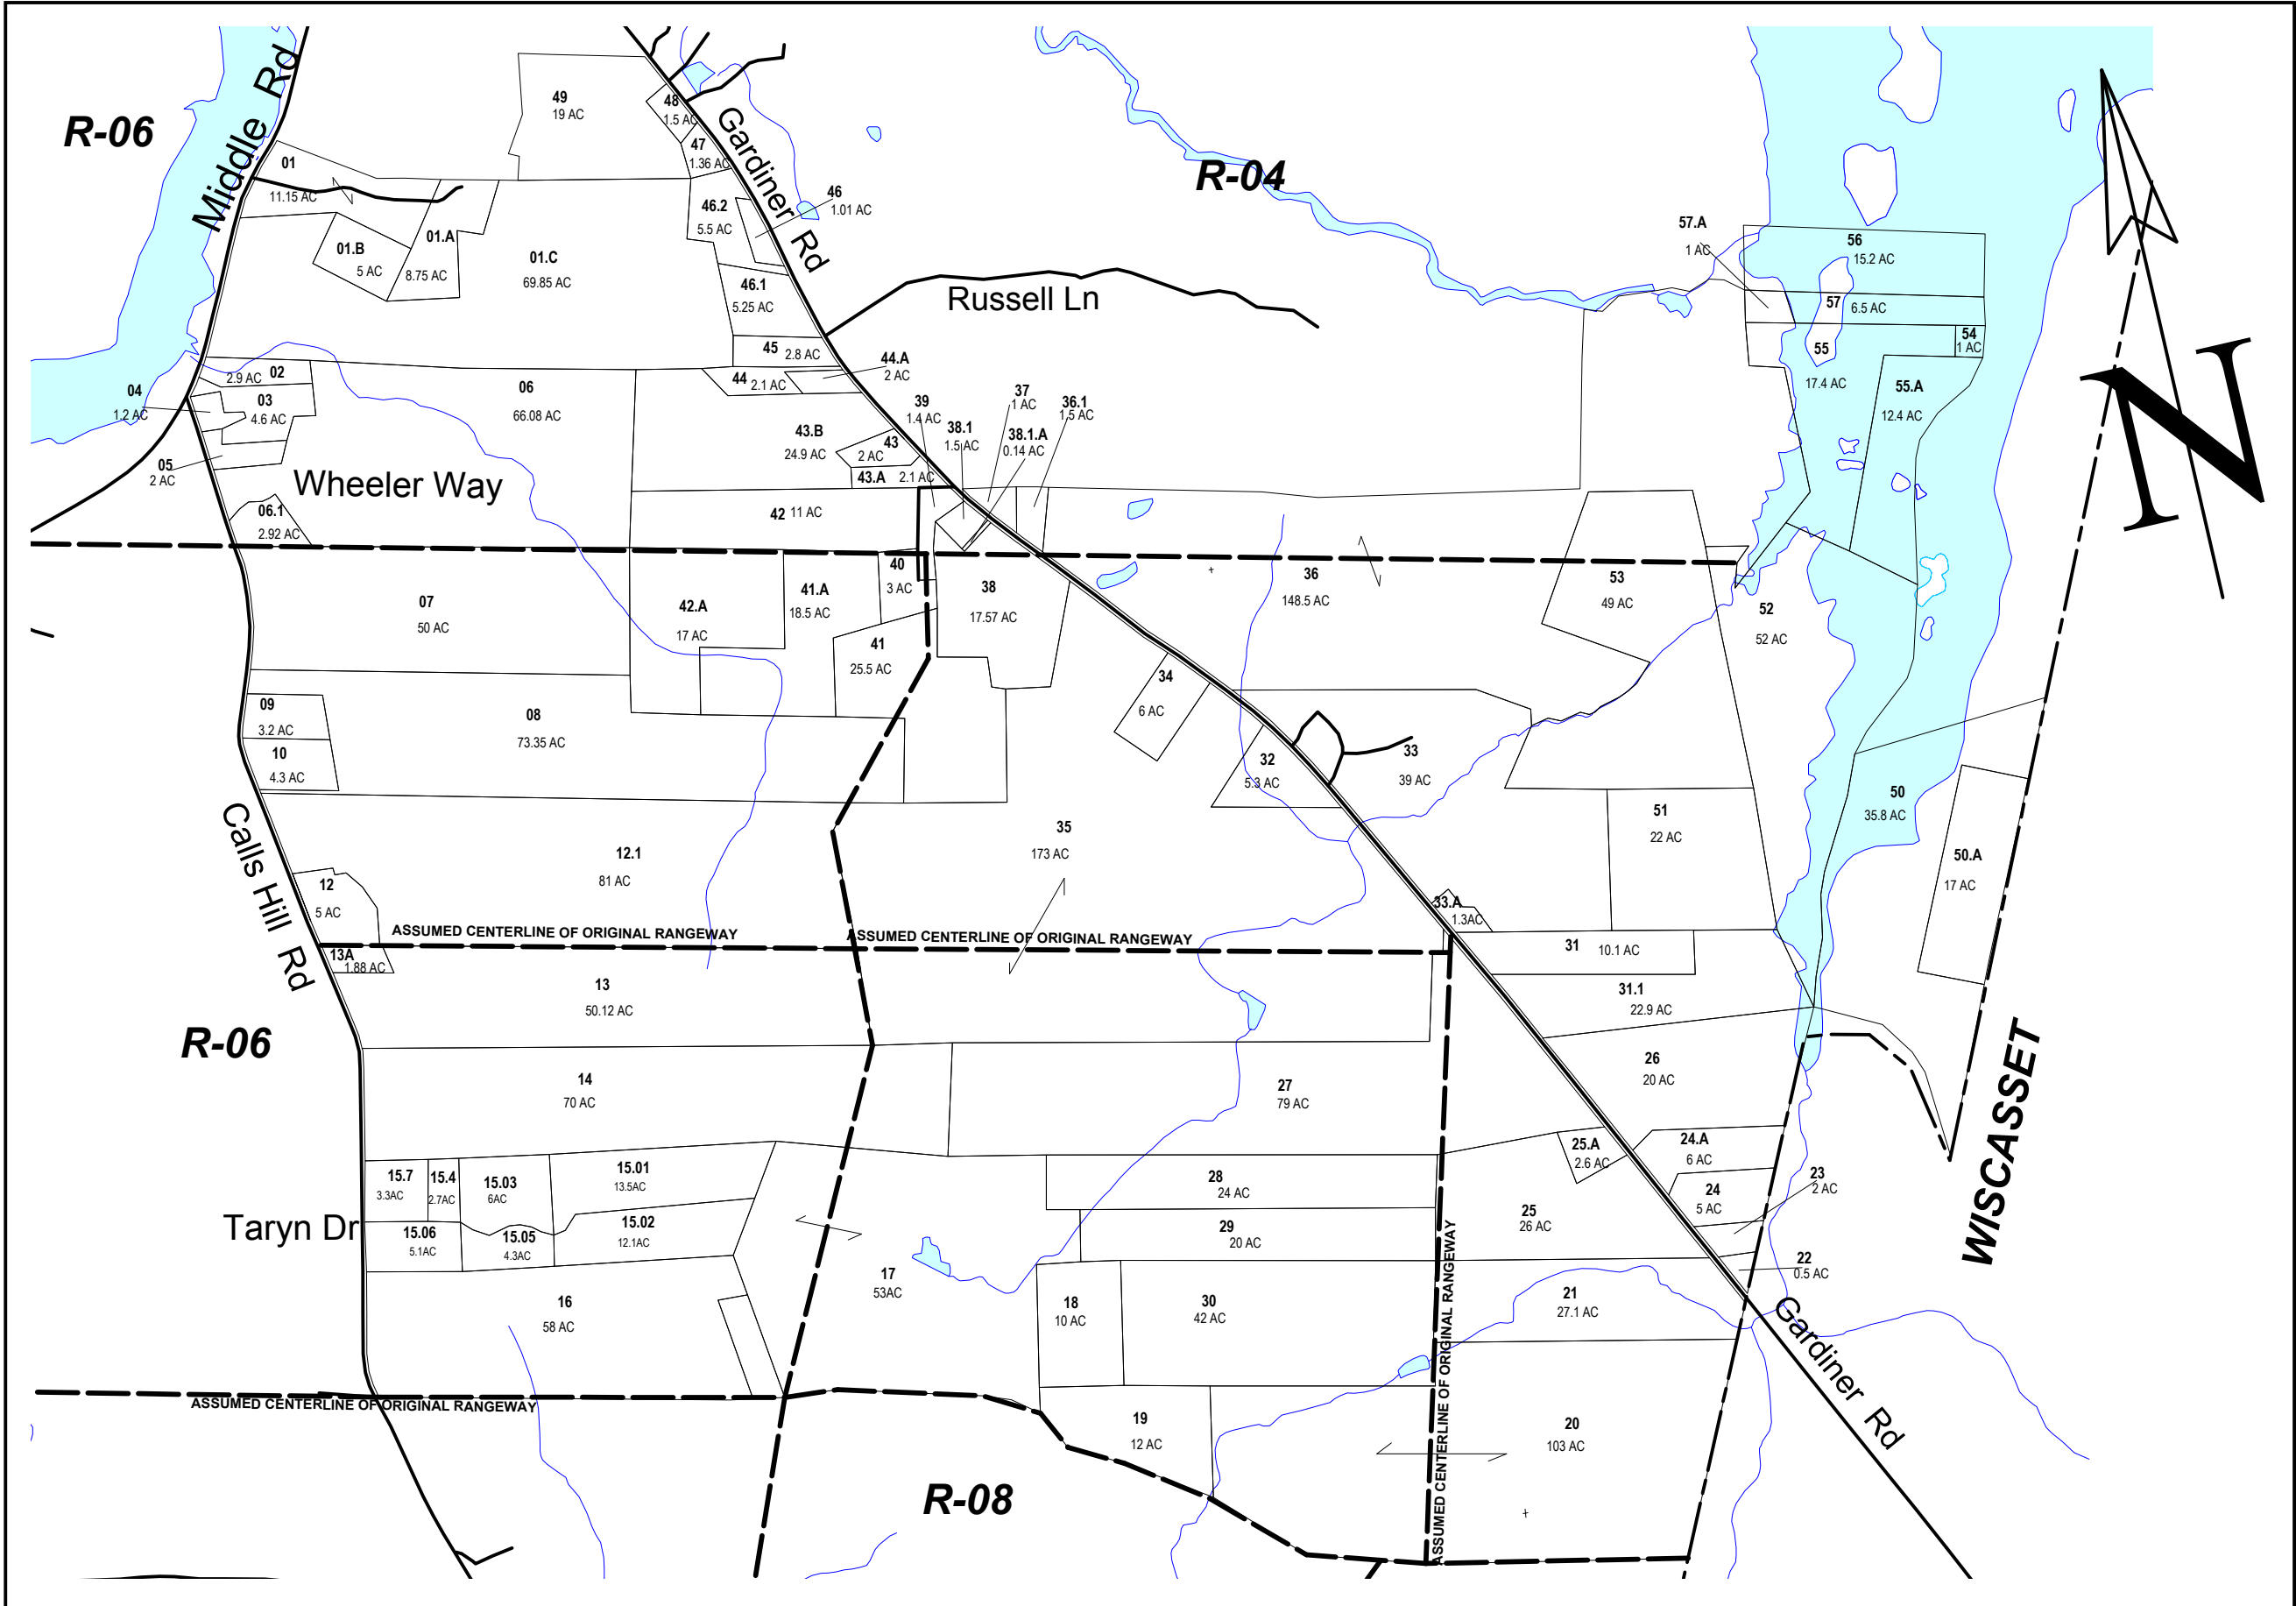 R-06
Middle Rd
49
19 AC
48
1.5 AC
47
1.36 AC
Gardiner Rd
R-04
01
11.15 AC
01.B
5 AC
01.A
8.75 AC
01.C
69.85 AC
46.2
5.5 AC
46
1.01 AC
46.1
5.25 AC
45 2.8 AC
Russell Ln
57.A
1 AC
56
15.2 AC
57 6.5 AC
55
17.4 AC
54
1 AC
55.A
12.4 AC
N
02
2.9 AC
03
4.6 AC
04
1.2 AC
05
2 AC
06
66.08 AC
44 2.1 AC
44.A
2 AC
43.B
24.9 AC
43
2 AC
43.A 2.1 AC
39
1.4 AC
38.1
1.5 AC
37
1 AC
38.1.A
0.14 AC
36.1
1.5 AC
Wheeler Way
06.1
2.92 AC
42 11 AC
07
50 AC
42.A
17 AC
41.A
18.5 AC
40
3 AC
41
25.5 AC
38
17.57 AC
36
148.5 AC
53
49 AC
52
52 AC
09
3.2 AC
10
4.3 AC
08
73.35 AC
34
6 AC
32
5.3 AC
33
39 AC
51
22 AC
50
35.8 AC
50.A
17 AC
Calls Hill Rd
12
5 AC
12.1
81 AC
35
173 AC
33.A
1.3AC
ASSUMED CENTERLINE OF ORIGINAL RANGEWAY
ASSUMED CENTERLINE OF ORIGINAL RANGEWAY
13A
1.88 AC
13
50.12 AC
31 10.1 AC
31.1
22.9 AC
R-06
14
70 AC
27
79 AC
26
20 AC
WISCASSET
15.7
3.3AC
15.4
2.7AC
15.03
6AC
15.01
13.5AC
15.06
5.1AC
15.05
4.3AC
15.02
12.1AC
Taryn Dr
28
24 AC
29
20 AC
25.A
2.6 AC
24.A
6 AC
24
5 AC
23
2 AC
25
26 AC
22
0.5 AC
16
58 AC
17
53AC
18
10 AC
30
42 AC
21
27.1 AC
Gardiner Rd
ASSUMED CENTERLINE OF ORIGINAL RANGEWAY
ASSUMED CENTERLINE OF ORIGINAL RANGEWAY
ASSUMED CENTERLINE OF ORIGINAL RANGEWAY
19
12 AC
20
103 AC
R-08